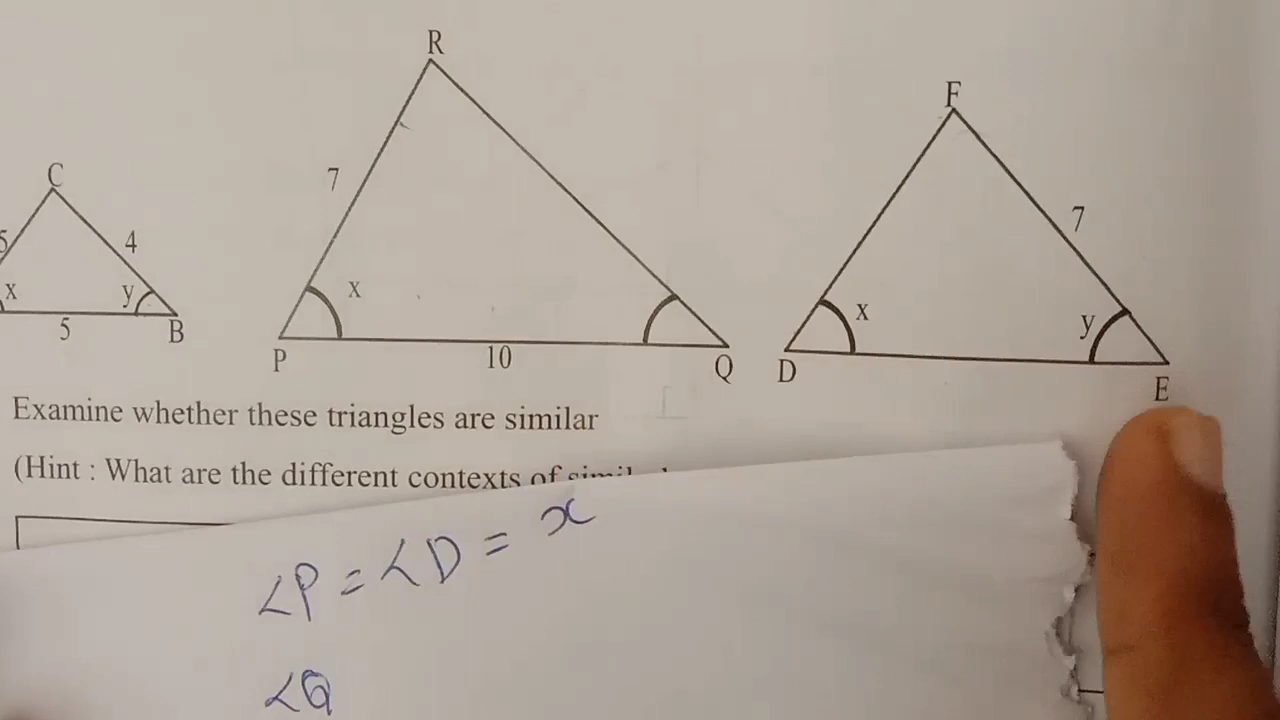 R
F
C
7
7
5
4
x
y
x
x
y
5
B
P
10
Q
D
E
Examine whether these triangles are similar
(Hint : What are the different contexts of
∠P = ∠D = x
∠Q